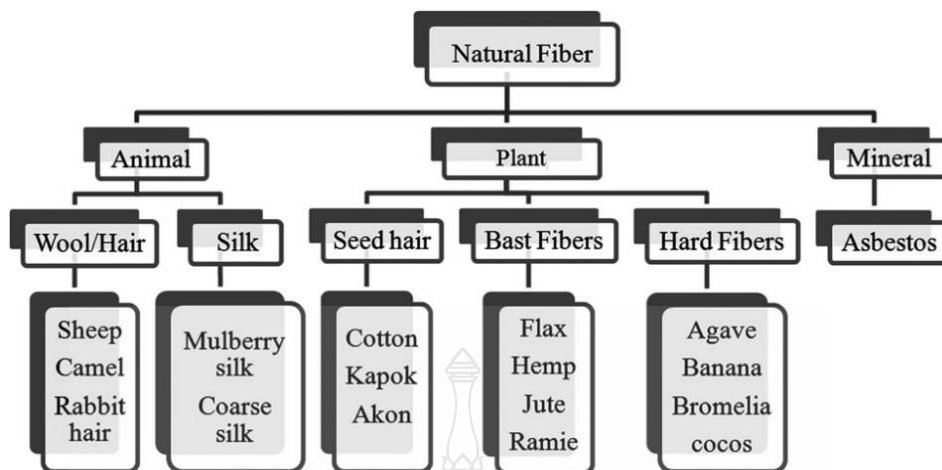 Natural Fiber
Animal
Plant
Mineral
Wool/Hair
Silk
Seed hair
Bast Fibers
Hard Fibers
Asbestos
Sheep
Camel
Rabbit
hair
Mulberry
silk
Coarse
silk
Cotton
Kapok
Akon
Flax
Hemp
Jute
Ramie
Agave
Banana
Bromelia
cocos